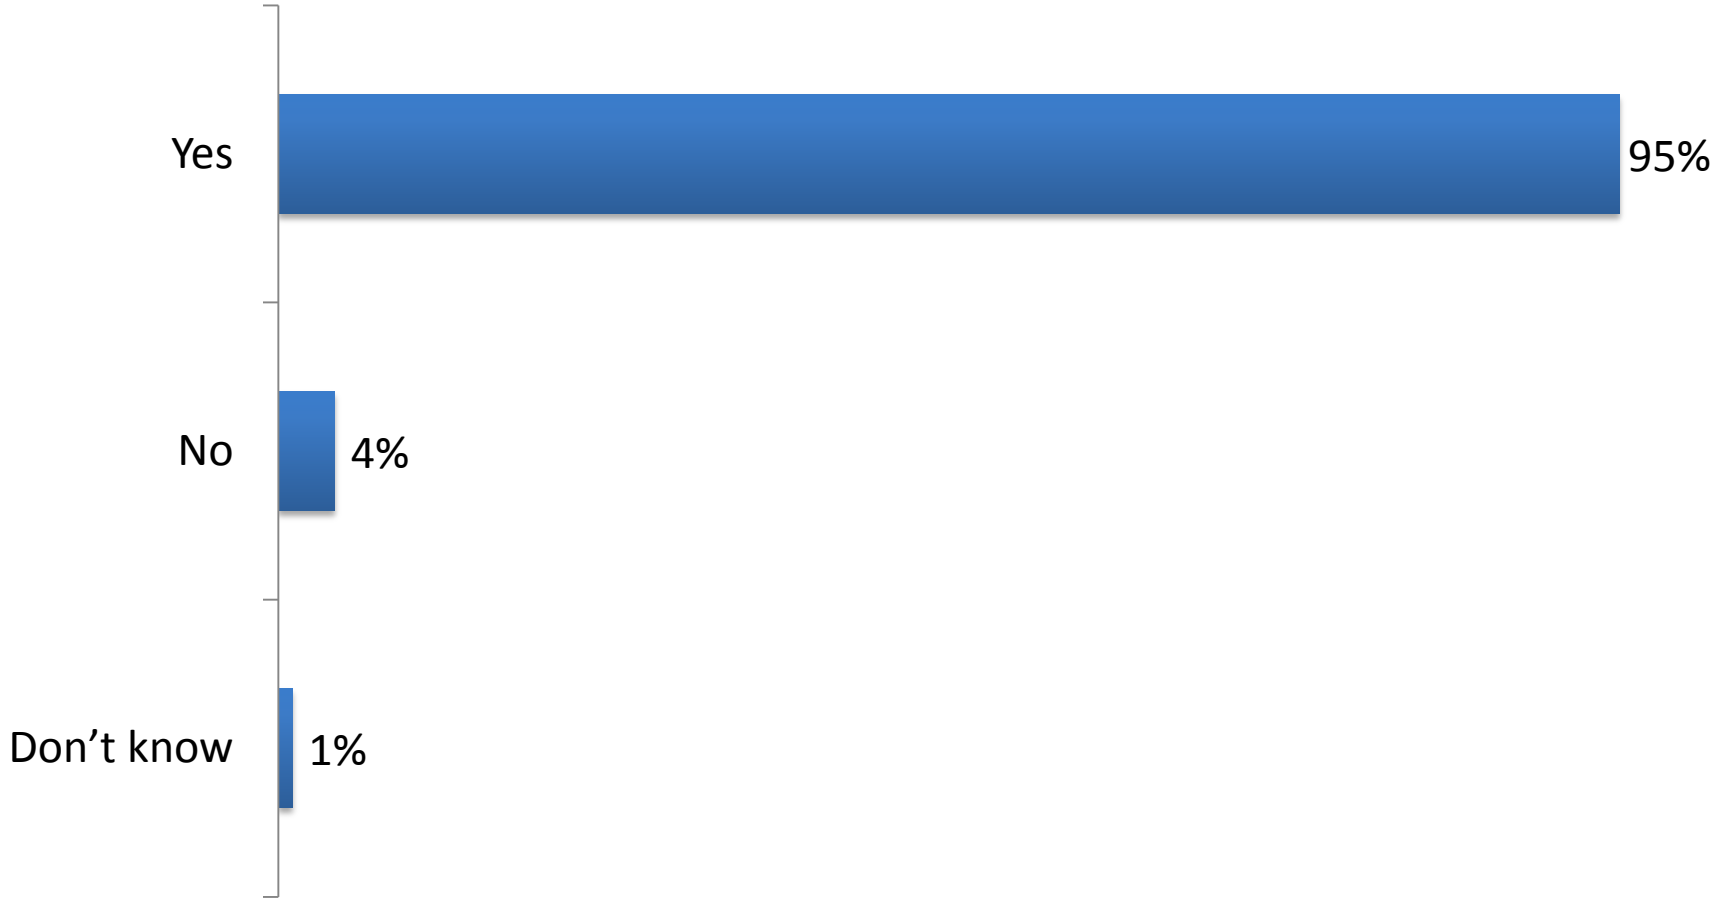 Yes 95%
No 4%
Don’t know 1%